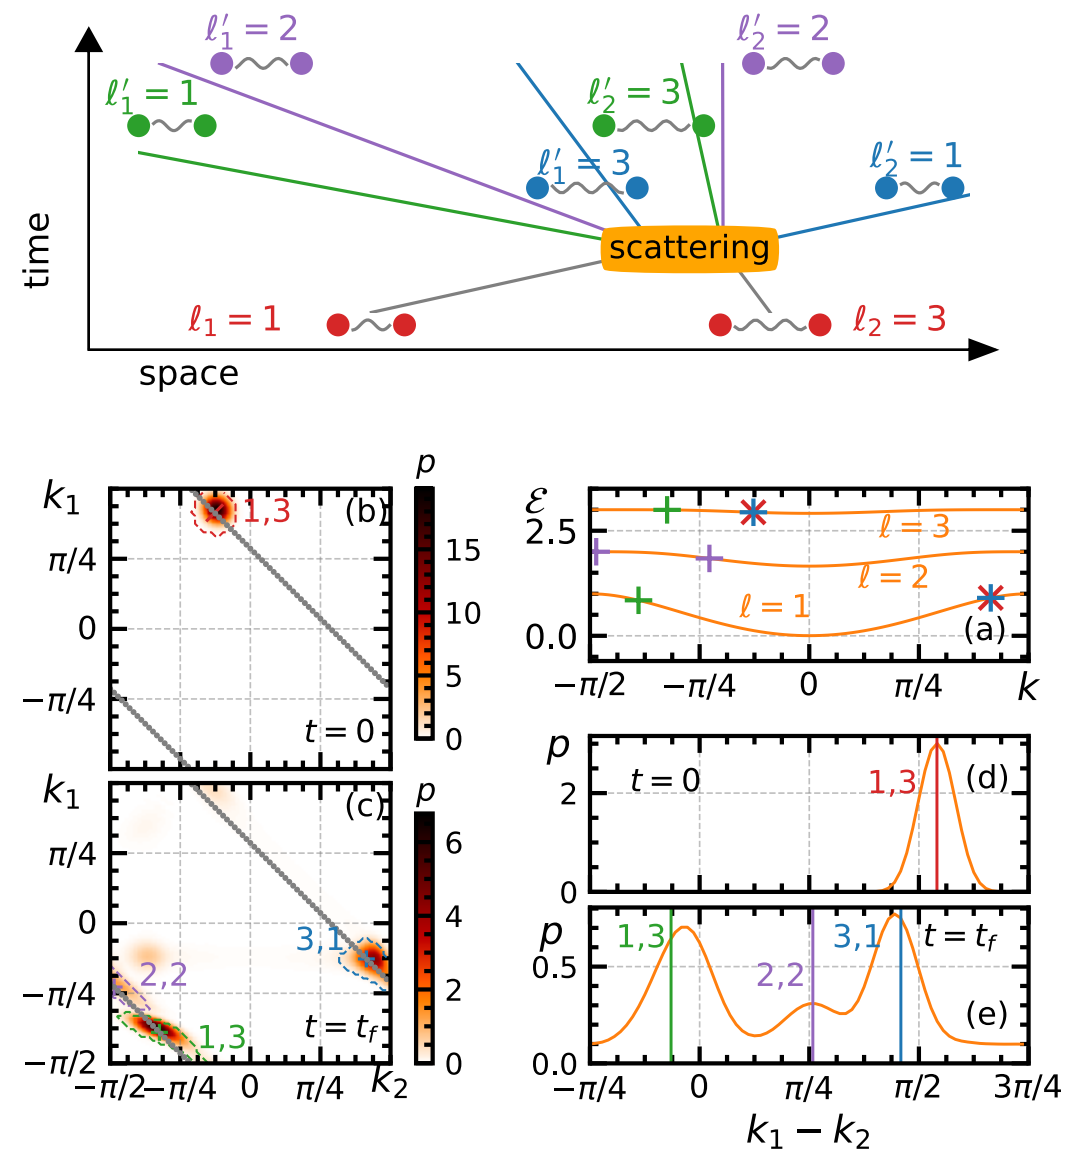 ℓ′₁ = 2
ℓ′₂ = 2
ℓ′₁ = 1
ℓ′₂ = 3
ℓ′₁ = 3
ℓ′₂ = 1
scattering
time
ℓ₁ = 1
ℓ₂ = 3
space
k₁
p
1,3
(b)
π/4
0
−π/4
t = 0
15
10
5
0
k₁
p
(c)
π/4
0
3,1
2,2
−π/4
1,3
t = t_f
−π/2
6
4
2
0
−π/2
−π/4
0
π/4
k₂
ℰ
2.5
ℓ = 3
ℓ = 2
ℓ = 1
0.0
(a)
−π/2
−π/4
0
π/4
k
p
t = 0
1,3
(d)
2
0
p
1,3
3,1
t = t_f
2,2
0.5
(e)
0.0
−π/4
0
π/4
π/2
3π/4
k₁ − k₂